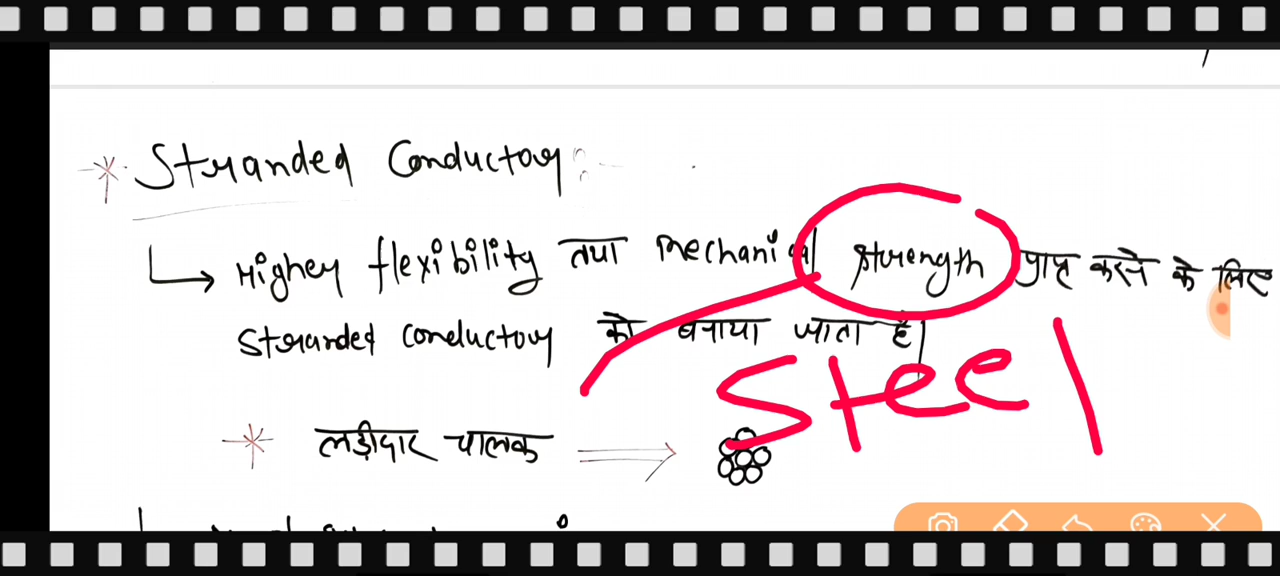 * Stranded Conductor :-
↳ Higher flexibility तथा mechanical strength प्राप्त करने के लिए
stranded conductor को बनाया जाता है|
steel
* लड़ीदार चालक ⇒